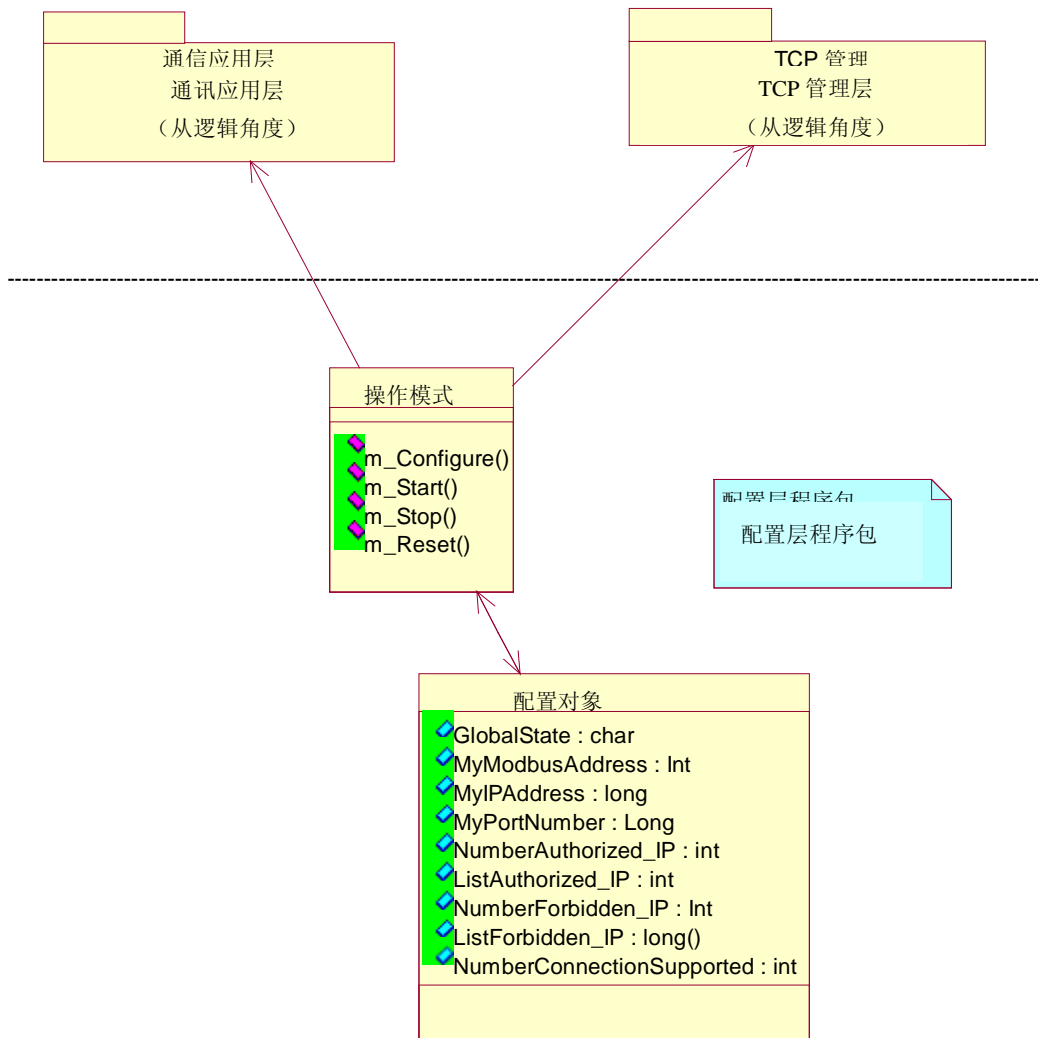 通信应用层
通讯应用层
（从逻辑角度）
TCP 管理
TCP 管理层
（从逻辑角度）
操作模式
m_Configure()
m_Start()
m_Stop()
m_Reset()
配置层程序包
配置层程序包
配置对象
GlobalState : char
MyModbusAddress : Int
MyIPAddress : long
MyPortNumber : Long
NumberAuthorized_IP : int
ListAuthorized_IP : int
NumberForbidden_IP : Int
ListForbidden_IP : long()
NumberConnectionSupported : int